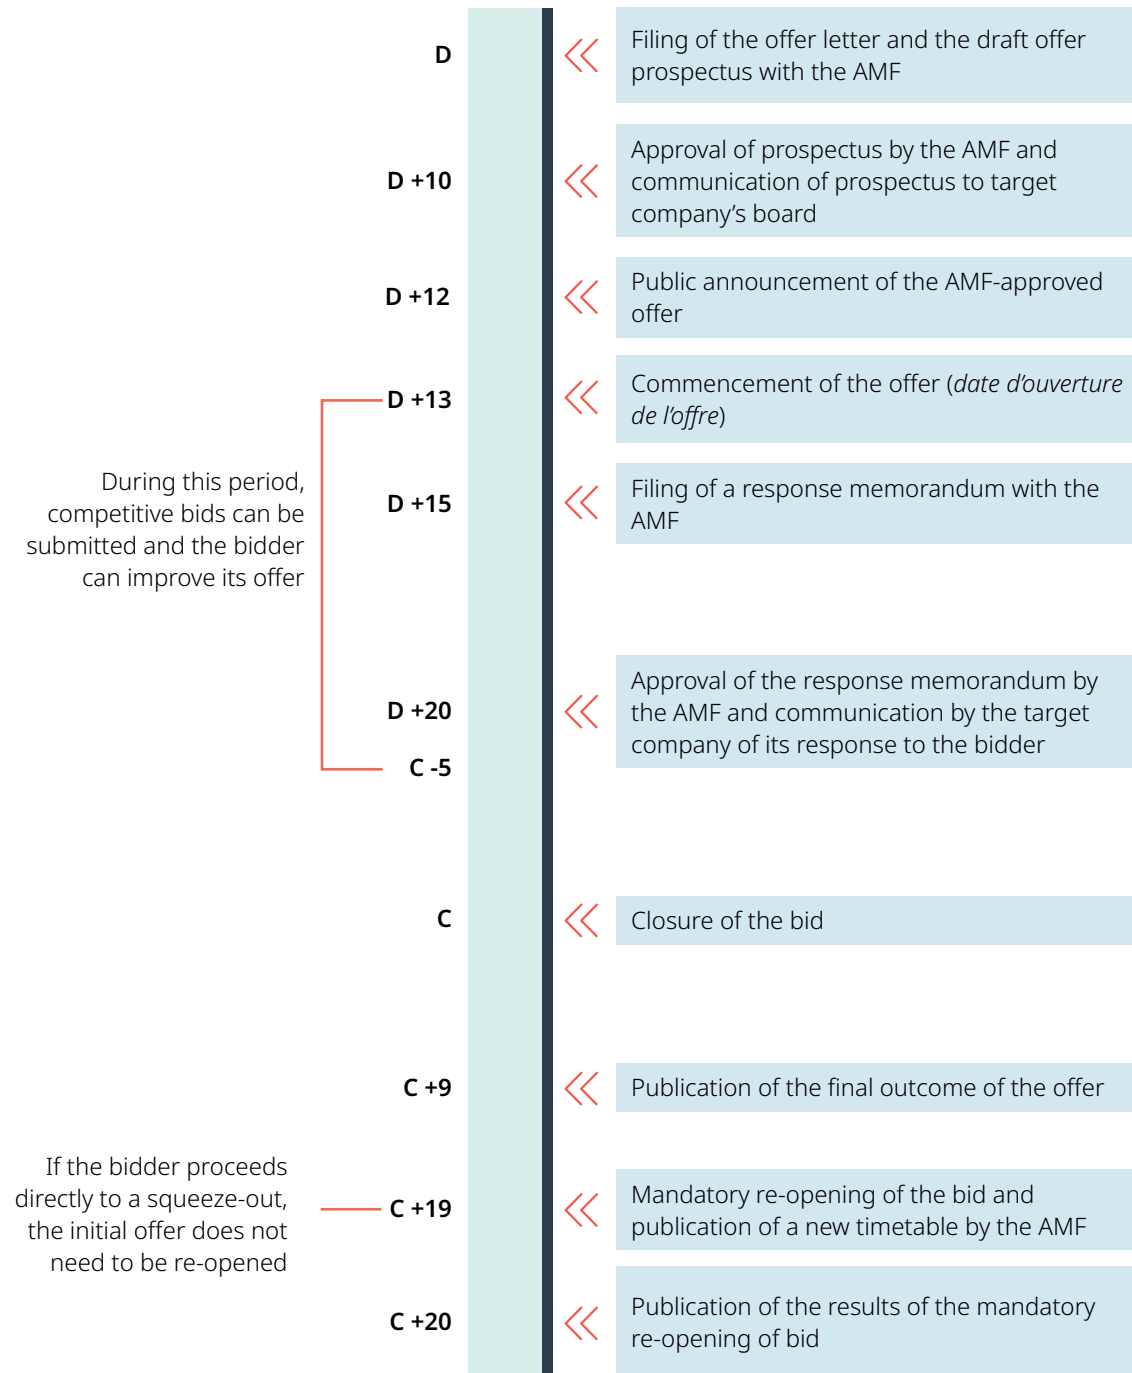 D
Filing of the offer letter and the draft offer
prospectus with the AMF
D +10
Approval of prospectus by the AMF and
communication of prospectus to target
company’s board
D +12
Public announcement of the AMF-approved
offer
D +13
Commencement of the offer (date d’ouverture
de l’offre)
During this period,
competitive bids can be
submitted and the bidder
can improve its offer
D +15
Filing of a response memorandum with the
AMF
D +20
Approval of the response memorandum by
the AMF and communication by the target
company of its response to the bidder
C -5
C
Closure of the bid
C +9
Publication of the final outcome of the offer
If the bidder proceeds
directly to a squeeze-out,
the initial offer does not
need to be re-opened
C +19
Mandatory re-opening of the bid and
publication of a new timetable by the AMF
C +20
Publication of the results of the mandatory
re-opening of bid